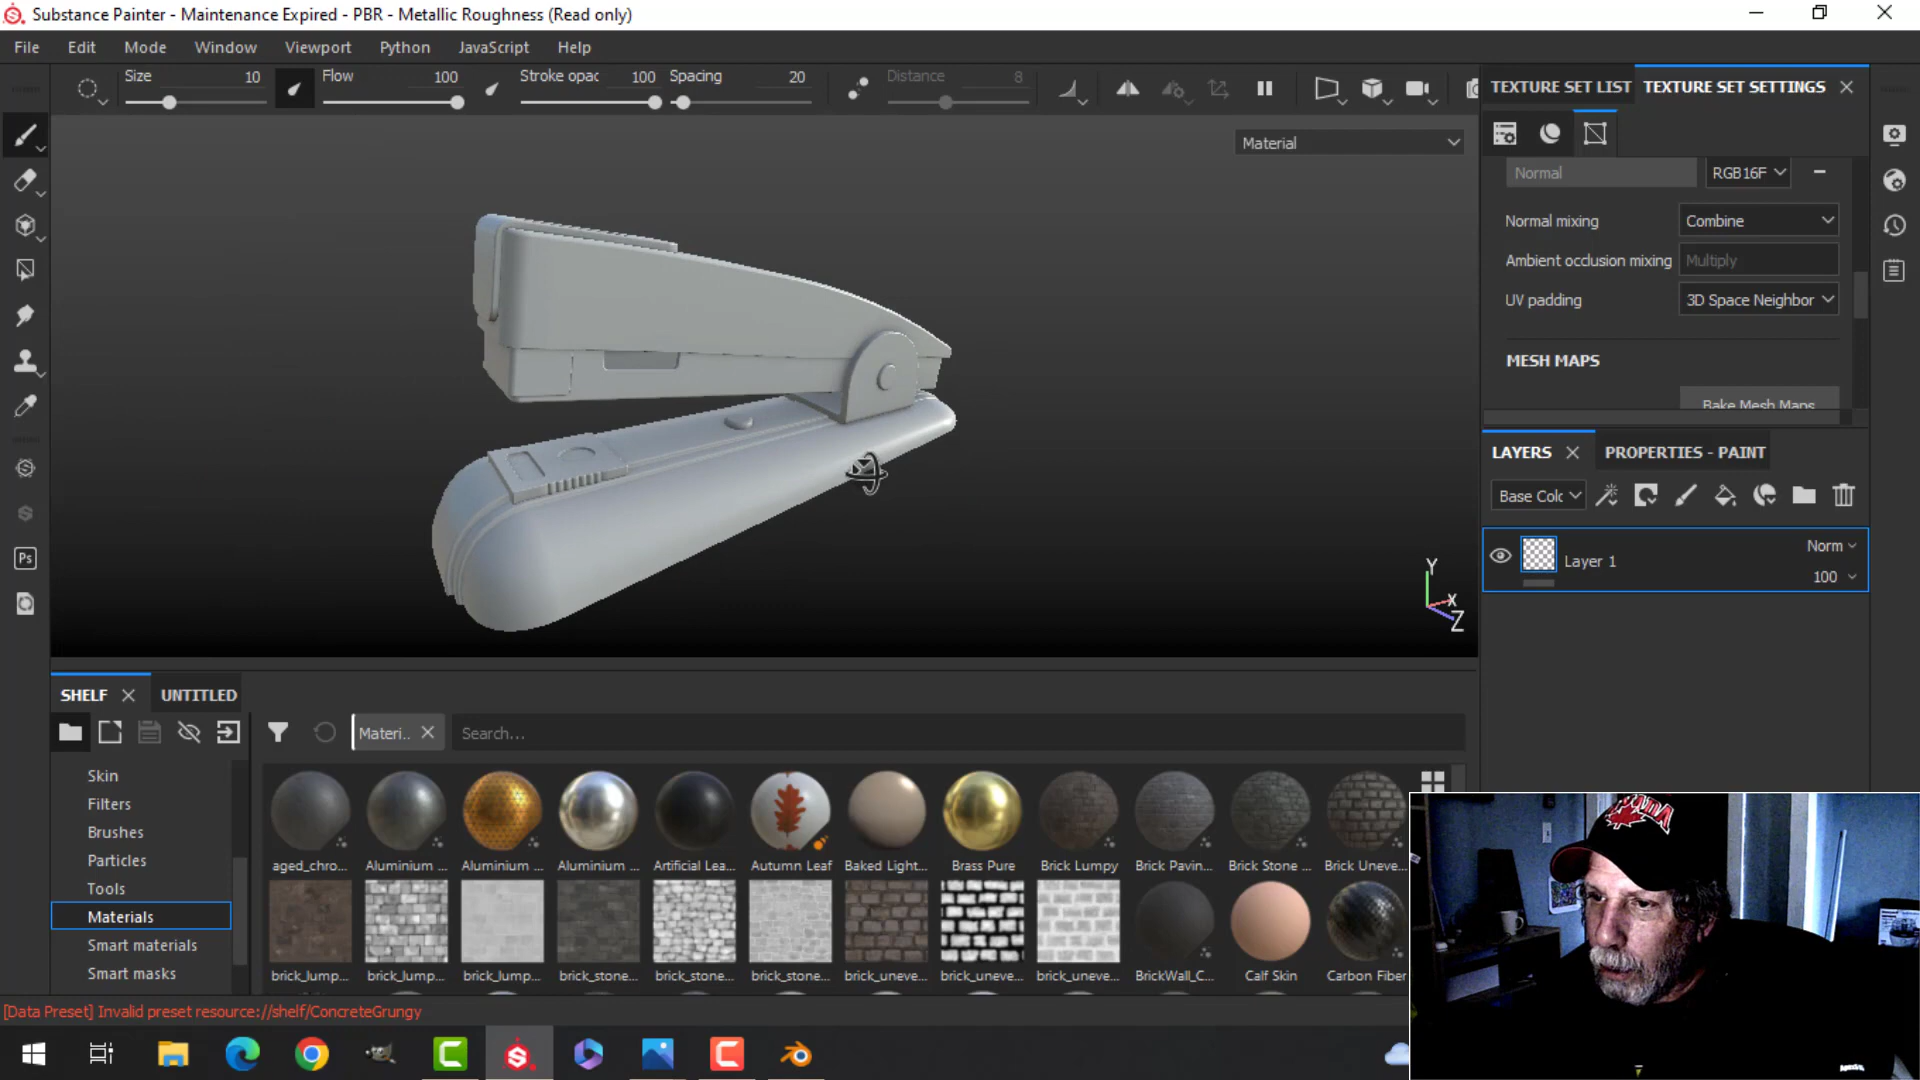 Substance Painter - Maintenance Expired - PBR - Metallic Roughness (Read only)
File Edit Mode Window Viewport Python JavaScript Help
Size 10 Flow 100 Stroke opac 100 Spacing 20 Distance 8
TEXTURE SET LIST TEXTURE SET SETTINGS
Material
Normal RGB16F
Normal mixing Combine
Ambient occlusion mixing Multiply
UV padding 3D Space Neighbor
MESH MAPS
Bake Mesh Maps
LAYERS PROPERTIES - PAINT
Base Colc
Norm
Layer 1
100
Y
X
Z
Ps
SHELF UNTITLED
Materi.. Search...
Skin
Filters
Brushes
Particles
Tools
Materials
Smart materials
Smart masks
aged_chro... Aluminium ... Aluminium ... Aluminium ... Artificial Lea... Autumn Leaf Baked Light... Brass Pure Brick Lumpy Brick Pavin... Brick Stone ... Brick Uneve...
brick_lump... brick_lump... brick_lump... brick_stone... brick_stone... brick_stone... brick_uneve... brick_uneve... brick_uneve... BrickWall_C... Calf Skin Carbon Fiber
[Data Preset] Invalid preset resource://shelf/ConcreteGrungy